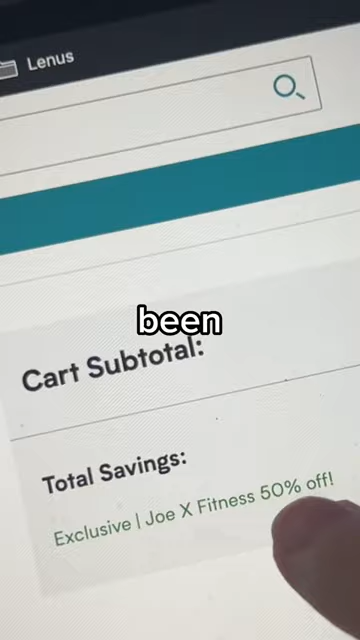 Lenus
been
Cart Subtotal:
Total Savings:
Exclusive | Joe X Fitness 50% off!